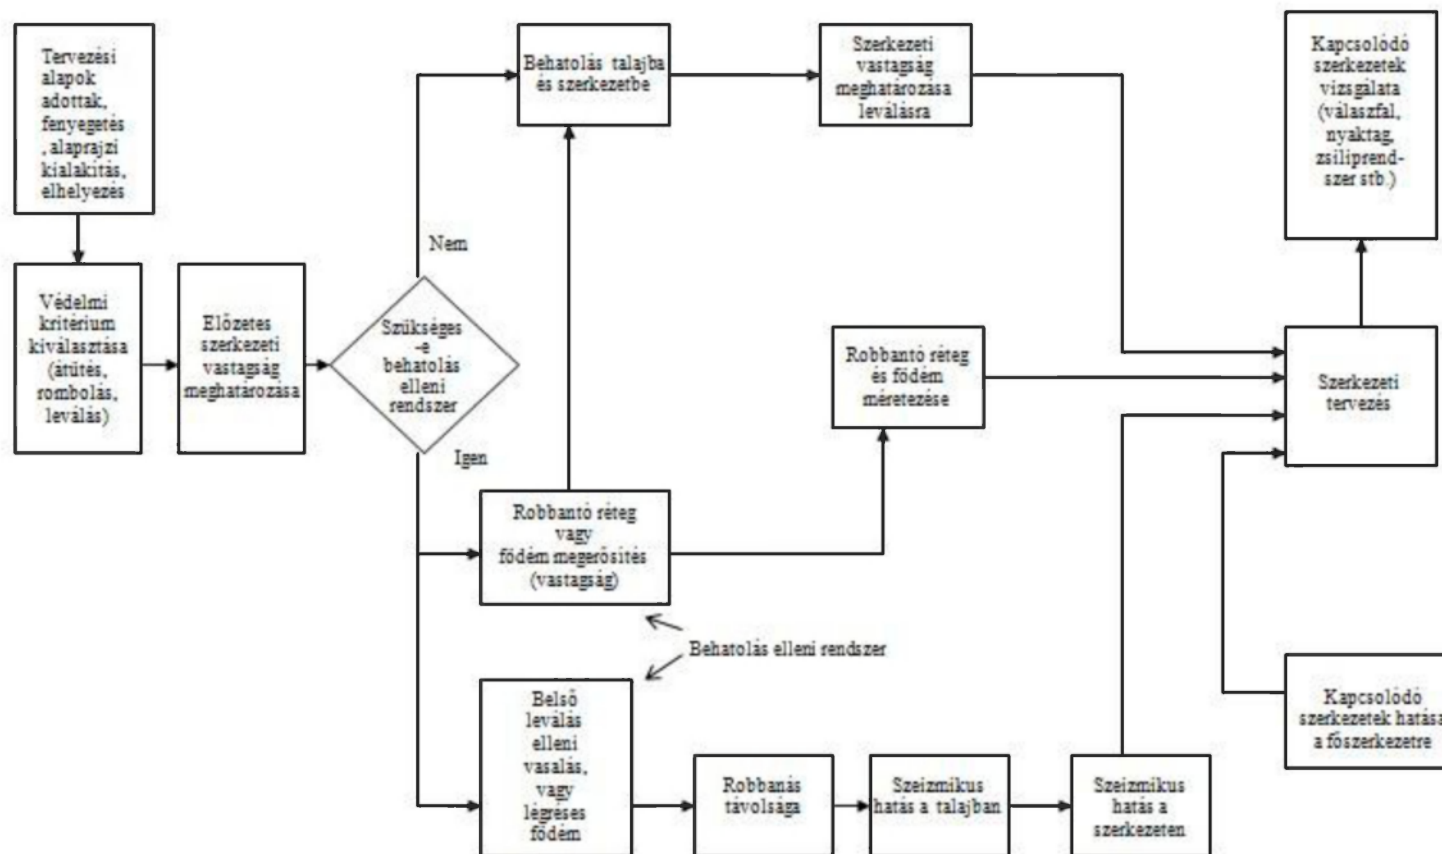 Tervezési
alapok
adottak,
fenyegetés
, alaprajzi
kialakítás,
elhelyezés
Védelmi
kritérium
kiválasztása
(átütés,
rombolás,
leválás)
Előzetes
szerkezeti
vastagság
meghatározása
Szükséges
-e
behatolás
elleni
rendszer
Nem
Igen
Behatolás talajba
és szerkezetbe
Szerkezeti
vastagság
meghatározása
leválásra
Robbantó réteg
vagy
födém megerősítés
(vastagság)
Robbantó réteg
és födém
méretezése
Behatolás elleni rendszer
Belső
leválás
elleni
vasalás,
vagy
légréses
födém
Robbanás
távolsága
Szeizmikus
hatás a talajban
Szeizmikus
hatás a
szerkezeten
Kapcsolódó
szerkezetek
vizsgálata
(válaszfal,
nyaktag,
zsiliprend-
szer stb.)
Szerkezeti
tervezés
Kapcsolódó
szerkezetek hatása
a főszerkezetre